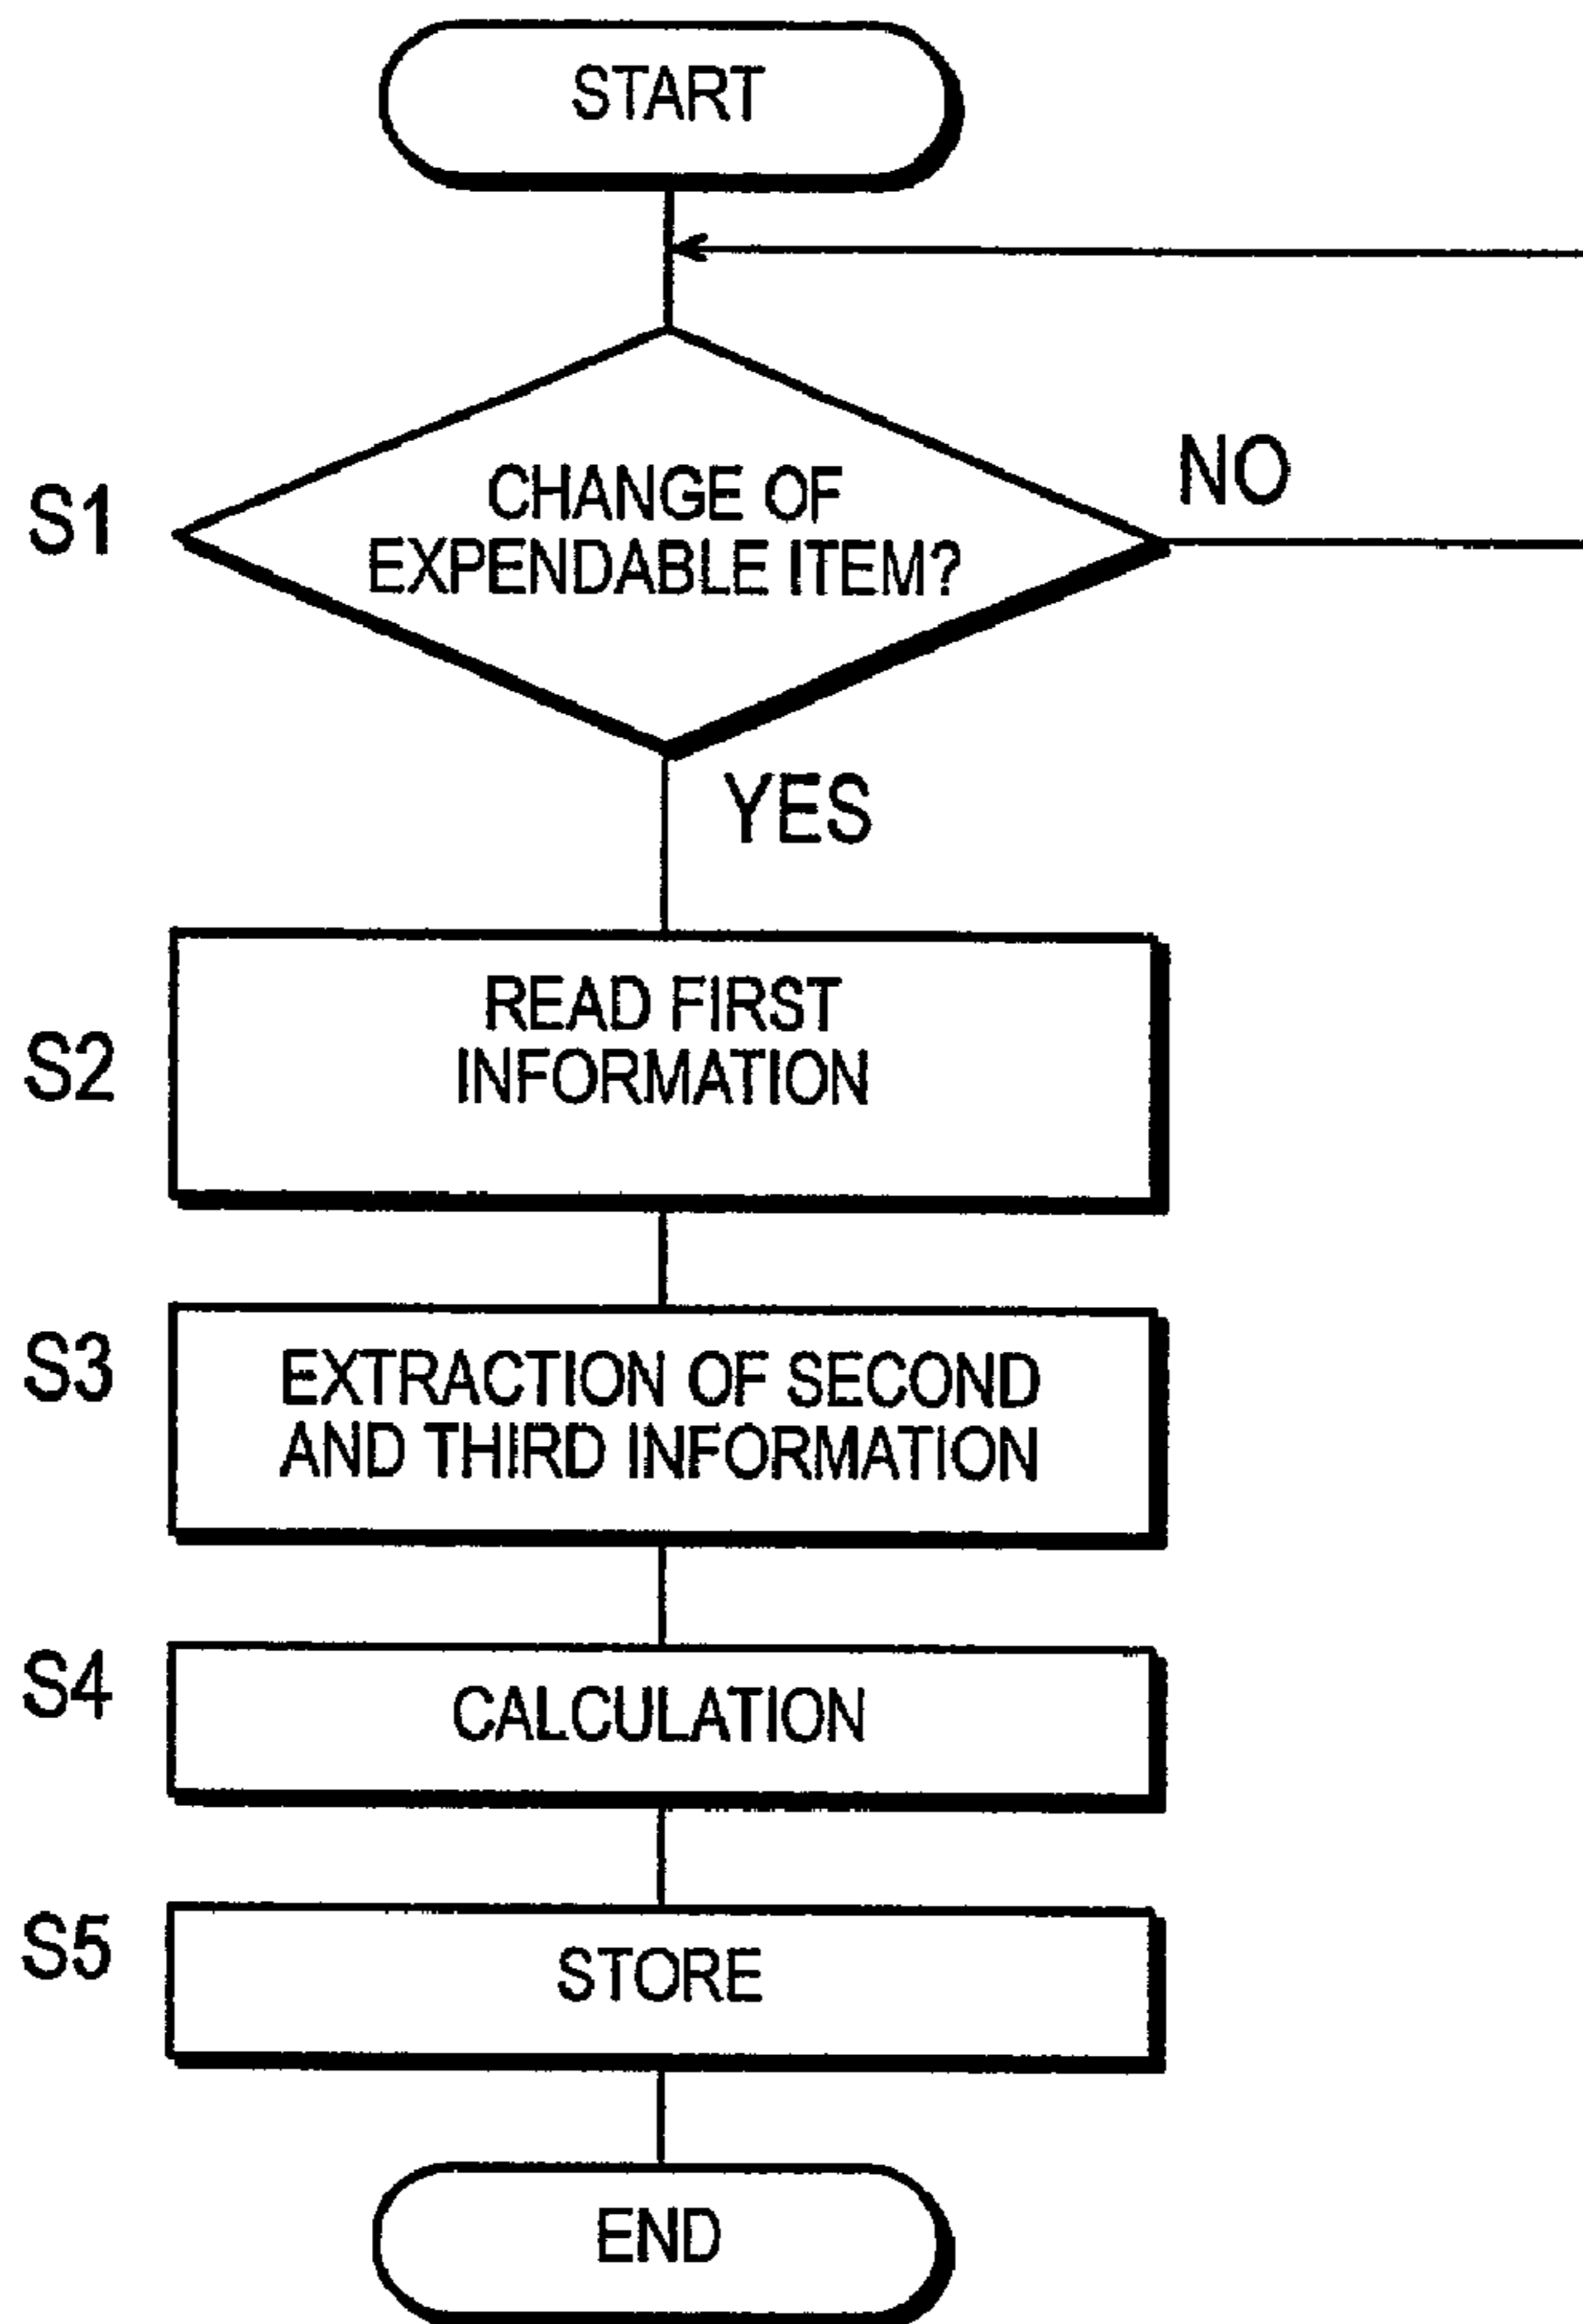 START
CHANGE OF
EXPENDABLE ITEM?
S1
NO
YES
READ FIRST
INFORMATION
S2
S3
EXTRACTION OF SECOND
AND THIRD INFORMATION
S4
CALCULATION
S5
STORE
END